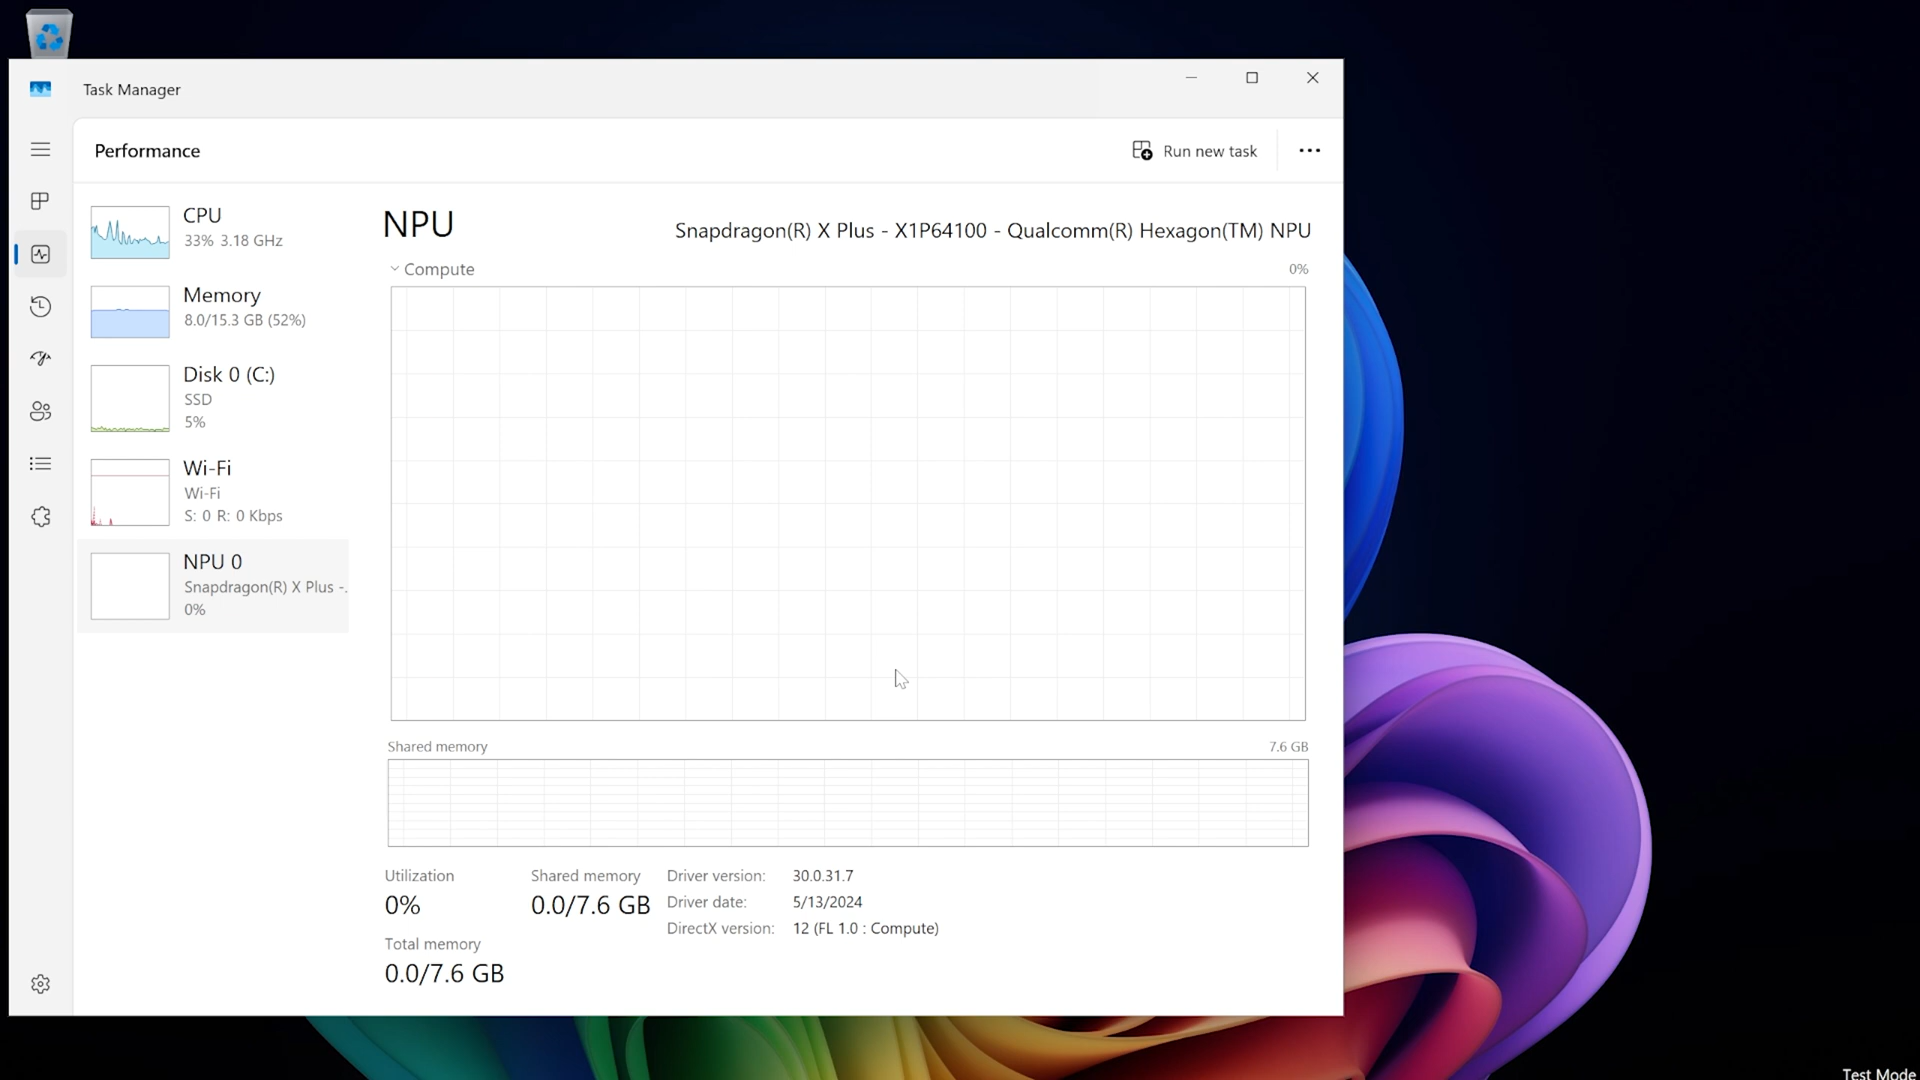 Task Manager
Performance
Run new task
CPU
33% 3.18 GHz
Memory
8.0/15.3 GB (52%)
Disk 0 (C:)
SSD
5%
Wi-Fi
Wi-Fi
S: 0 R: 0 Kbps
NPU 0
Snapdragon(R) X Plus -.
0%
NPU
Snapdragon(R) X Plus - X1P64100 - Qualcomm(R) Hexagon(TM) NPU
Compute
0%
Shared memory
7.6 GB
Utilization
0%
Shared memory
0.0/7.6 GB
Total memory
0.0/7.6 GB
Driver version: 30.0.31.7
Driver date: 5/13/2024
DirectX version: 12 (FL 1.0 : Compute)
Test Mode